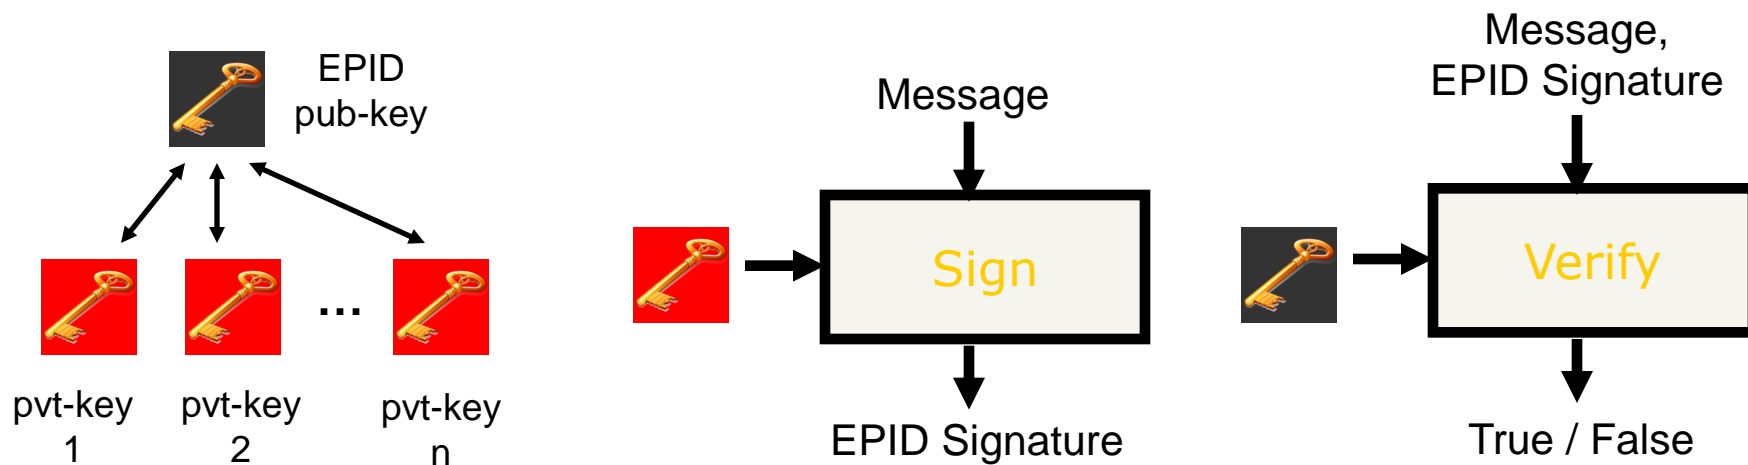 EPID
pub-key
pvt-key
1
pvt-key
2
...
pvt-key
n
Message
Sign
EPID Signature
Message,
EPID Signature
Verify
True / False